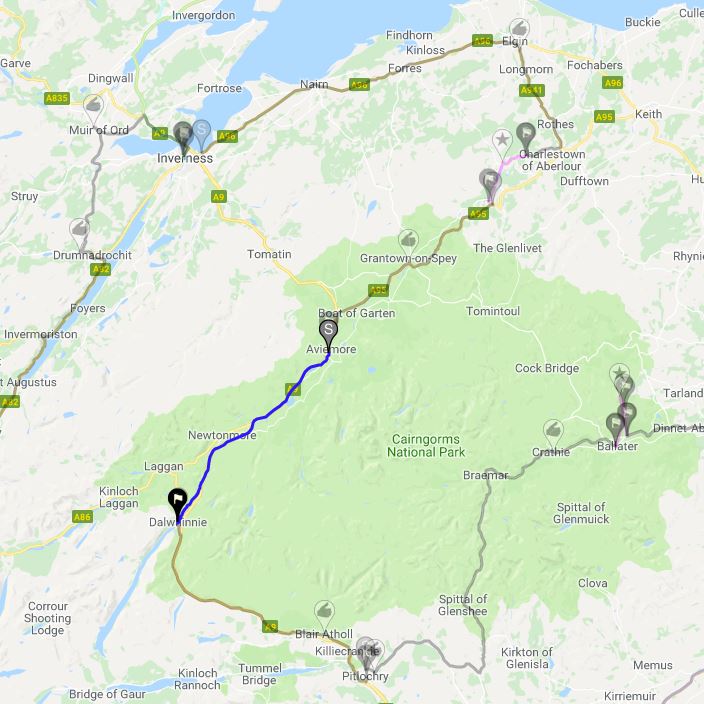 Invergordon
Buckie
Culle
Findhorn
Kinloss
A96
Elgin
Garve
Dingwall
Forres
Longmorn
Fochabers
Nairn
A96
A96
Fortrose
A941
A835
A95
Keith
Muir of Ord
A9
S
A96
Rothes
Inverness
Charlestown
of Aberlour
Dufftown
Hu
Struy
A9
A95
Drumnadrochit
Tomatin
Grantown-on-Spey
The Glenlivet
Rhynie
A82
Foyers
A95
Boat of Garten
Tomintoul
Invermoriston
S
Aviemore
Cock Bridge
t Augustus
A9
Tarland
A82
Dinnet Ab
Newtonmore
Cairngorms
National Park
Crathie
Ballater
Laggan
Braemar
Kinloch
Laggan
A86
Dalwhinnie
Spittal of
Glenmuick
Clova
Corrour
Shooting
Lodge
Spittal of
Glenshee
A9
Blair Atholl
Killiecrankie
Kirkton of
Glenisla
Memus
Kinloch
Rannoch
Tummel
Bridge
Pitlochry
Bridge of Gaur
Kirriemuir